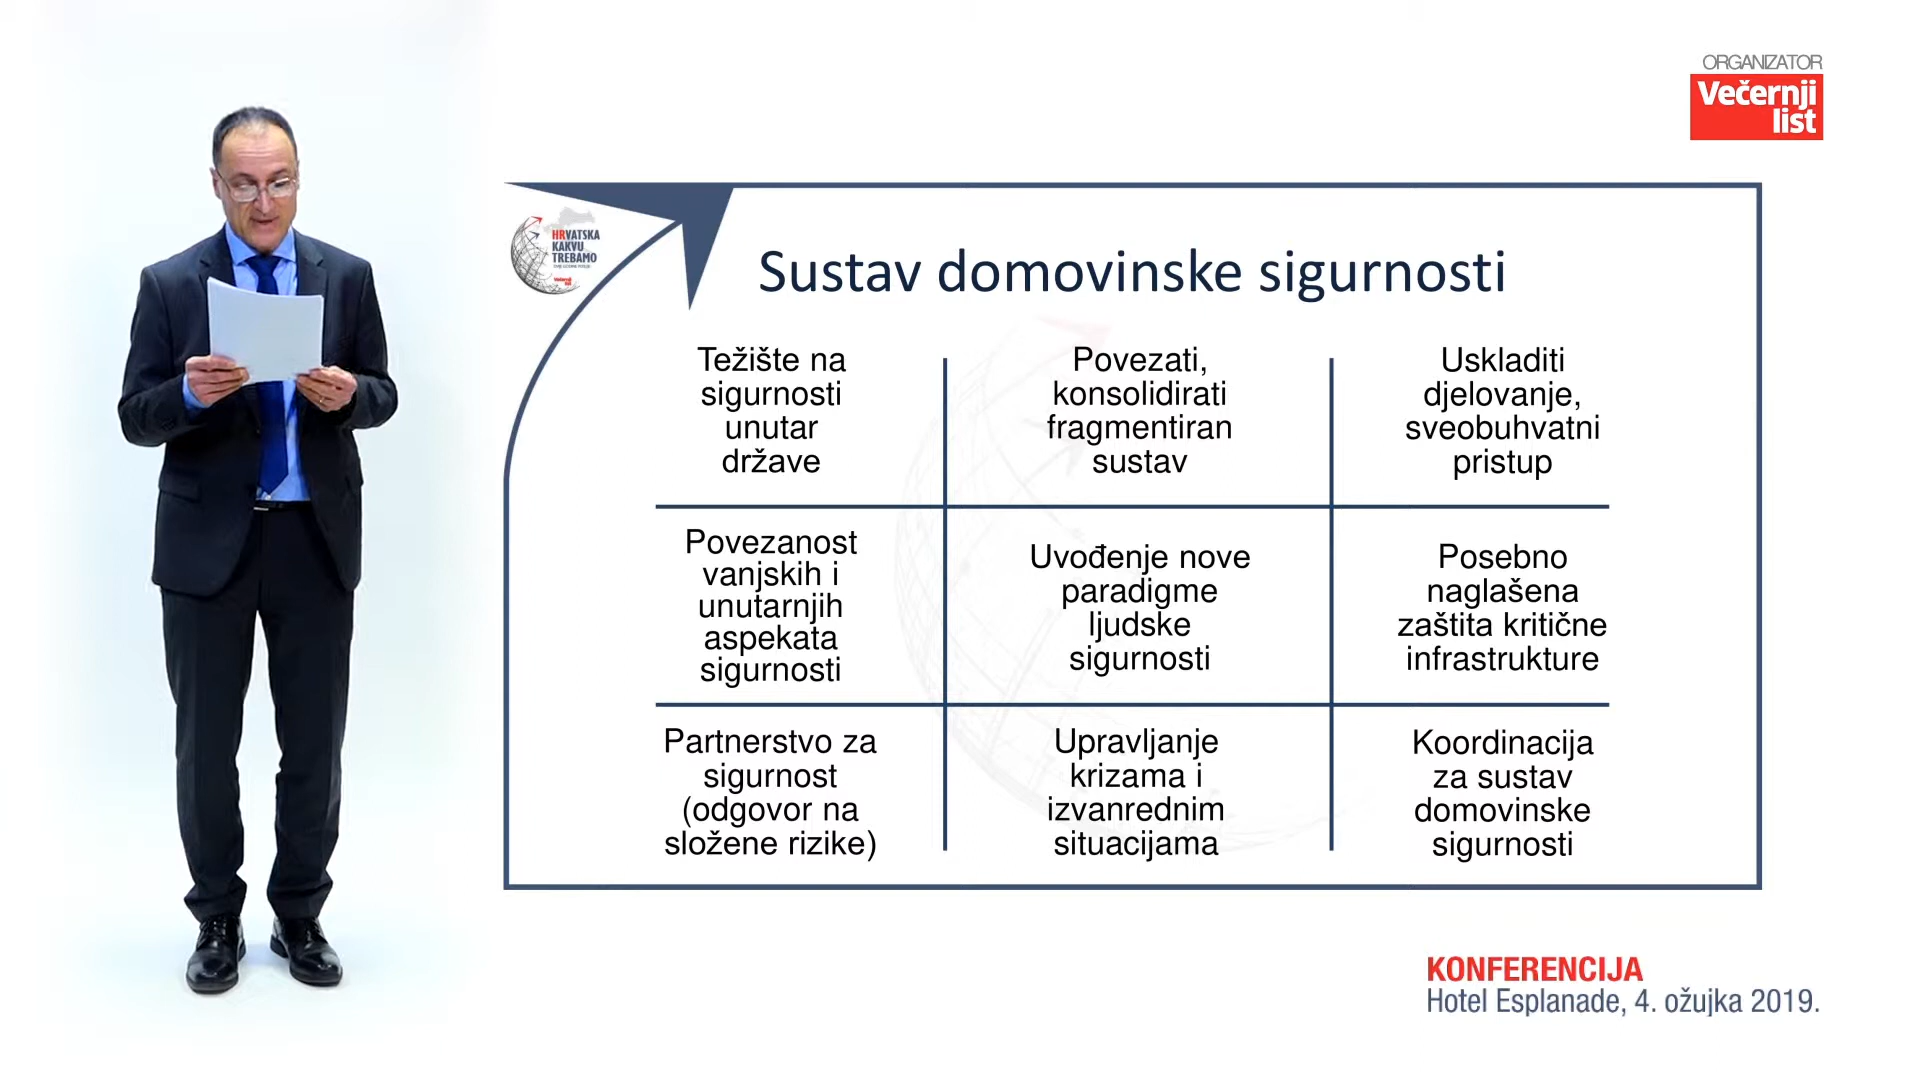 ORGANIZATOR
Večernji
list
HRVATSKA
KAKVU
TREBAMO
Večernji
list
Sustav domovinske sigurnosti
Težište na
sigurnosti
unutar
države
Povezati,
konsolidirati
fragmentiran
sustav
Uskladiti
djelovanje,
sveobuhvatni
pristup
Povezanost
vanjskih i
unutarnjih
aspekata
sigurnosti
Uvođenje nove
paradigme
ljudske
sigurnosti
Posebno
naglašena
zaštita kritične
infrastrukture
Partnerstvo za
sigurnost
(odgovor na
složene rizike)
Upravljanje
krizama i
izvanrednim
situacijama
Koordinacija
za sustav
domovinske
sigurnosti
KONFERENCIJA
Hotel Esplanade, 4. ožujka 2019.